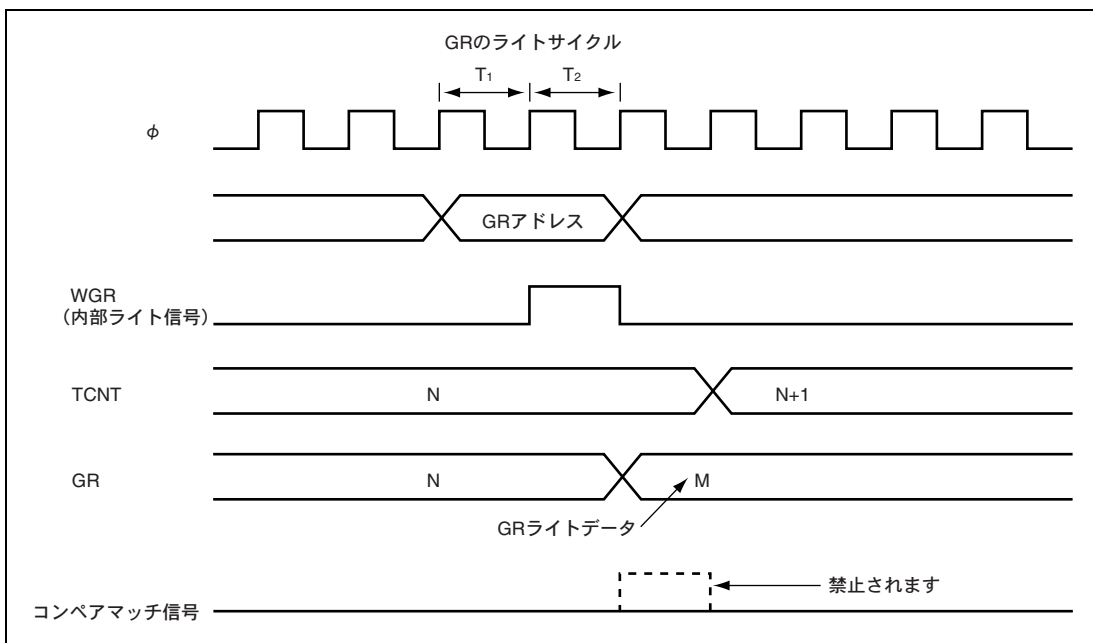 GRのライトサイクル
T1 T2
φ
GRアドレス
WGR
（内部ライト信号）
TCNT N N+1
GR N M
GRライトデータ
禁止されます
コンペアマッチ信号